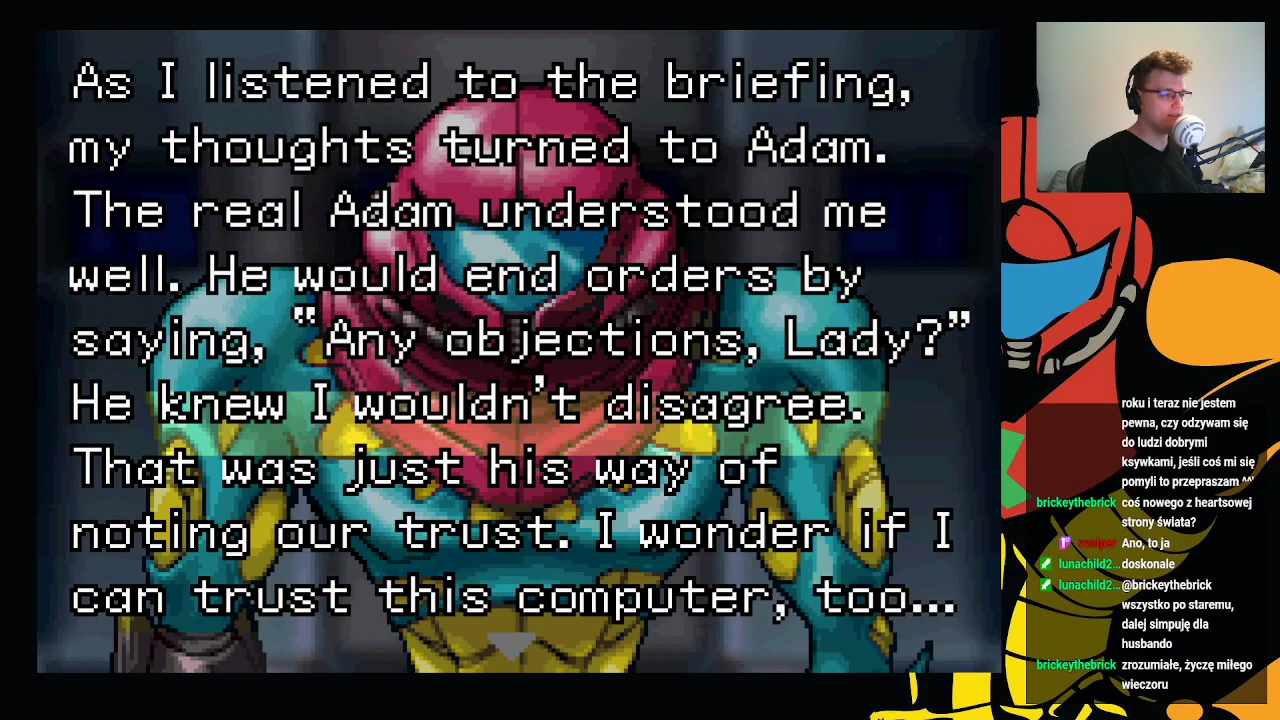 As I listened to the briefing,
my thoughts turned to Adam.
The real Adam understood me
well. He would end orders by
saying, “Any objections, Lady?”
He knew I wouldn't disagree.
That was just his way of
noting our trust. I wonder if I
can trust this computer, too...
roku i teraz nie jestem
pewna, czy odzywam się
do ludzi dobrymi
ksywkami, jeśli coś mi się
pomyli to przepraszam ^^'
brickeythebrick coś nowego z heartsowej
strony świata?
Ano, to ja
lunachild2... doskonale
lunachild2... @brickeythebrick
wszystko po staremu,
dalej simpuję dla
husbando
brickeythebrick zrozumiałe, życzę miłego
wieczoru